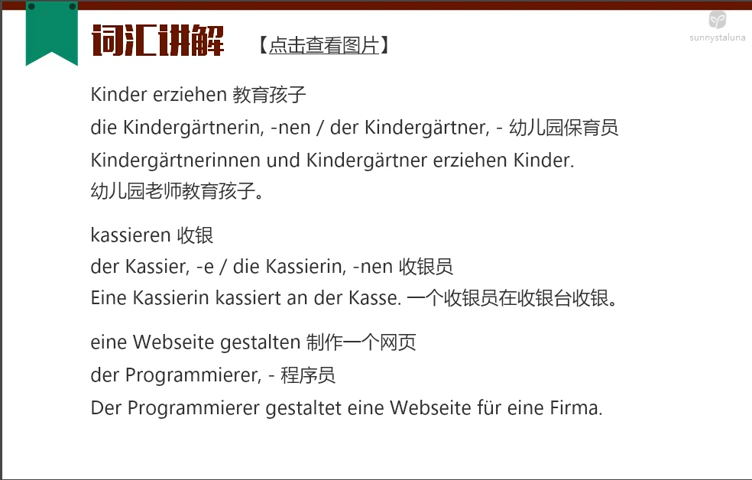 词汇讲解 【点击查看图片】
sunnystaluna
Kinder erziehen 教育孩子
die Kindergärtnerin, -nen / der Kindergärtner, - 幼儿园保育员
Kindergärtnerinnen und Kindergärtner erziehen Kinder.
幼儿园老师教育孩子。
kassieren 收银
der Kassier, -e / die Kassierin, -nen 收银员
Eine Kassierin kassiert an der Kasse. 一个收银员在收银台收银。
eine Webseite gestalten 制作一个网页
der Programmierer, - 程序员
Der Programmierer gestaltet eine Webseite für eine Firma.